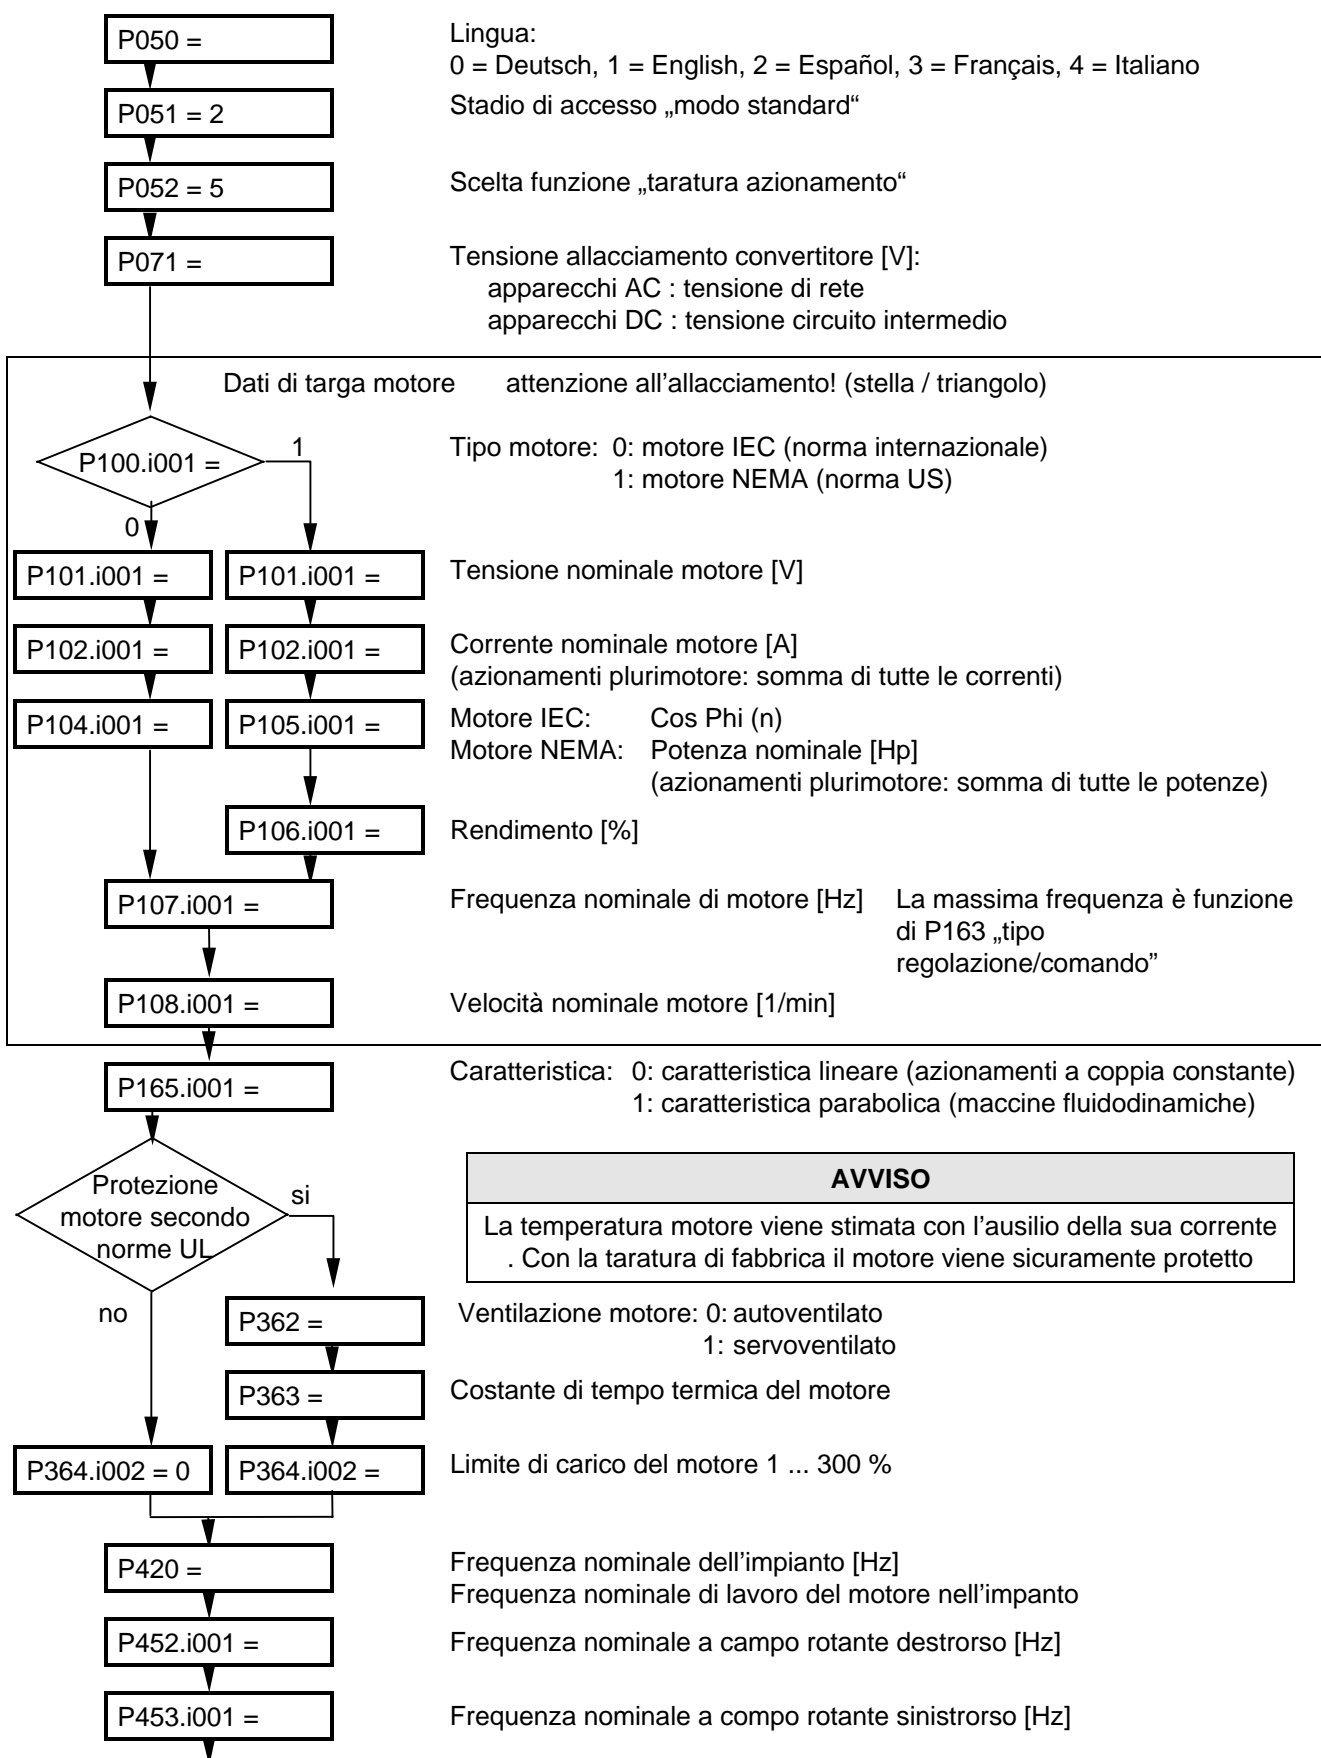 P050 =
Lingua:
0 = Deutsch, 1 = English, 2 = Español, 3 = Français, 4 = Italiano
P051 = 2
Stadio di accesso „modo standard“
P052 = 5
Scelta funzione „taratura azionamento“
P071 =
Tensione allacciamento convertitore [V]:
apparecchi AC : tensione di rete
apparecchi DC : tensione circuito intermedio
Dati di targa motore attenzione all’allacciamento! (stella / triangolo)
P100.i001 =
1
0
Tipo motore: 0: motore IEC (norma internazionale)
1: motore NEMA (norma US)
P101.i001 = P101.i001 =
Tensione nominale motore [V]
P102.i001 = P102.i001 =
Corrente nominale motore [A]
(azionamenti plurimotore: somma di tutte le correnti)
P104.i001 = P105.i001 =
Motore IEC: Cos Phi (n)
Motore NEMA: Potenza nominale [Hp]
(azionamenti plurimotore: somma di tutte le potenze)
P106.i001 =
Rendimento [%]
P107.i001 =
Frequenza nominale di motore [Hz]
La massima frequenza è funzione
di P163 „tipo
regolazione/comando”
P108.i001 =
Velocità nominale motore [1/min]
P165.i001 =
Caratteristica: 0: caratteristica lineare (azionamenti a coppia constante)
1: caratteristica parabolica (maccine fluidodinamiche)
Protezione
motore secondo
norme UL
si
no
AVVISO
La temperatura motore viene stimata con l’ausilio della sua corrente
. Con la taratura di fabbrica il motore viene sicuramente protetto
P362 =
Ventilazione motore: 0: autoventilato
1: servoventilato
P363 =
Costante di tempo termica del motore
P364.i002 = 0 P364.i002 =
Limite di carico del motore 1 ... 300 %
P420 =
Frequenza nominale dell’impianto [Hz]
Frequenza nominale di lavoro del motore nell’impanto
P452.i001 =
Frequenza nominale a campo rotante destrorso [Hz]
P453.i001 =
Frequenza nominale a compo rotante sinistrorso [Hz]